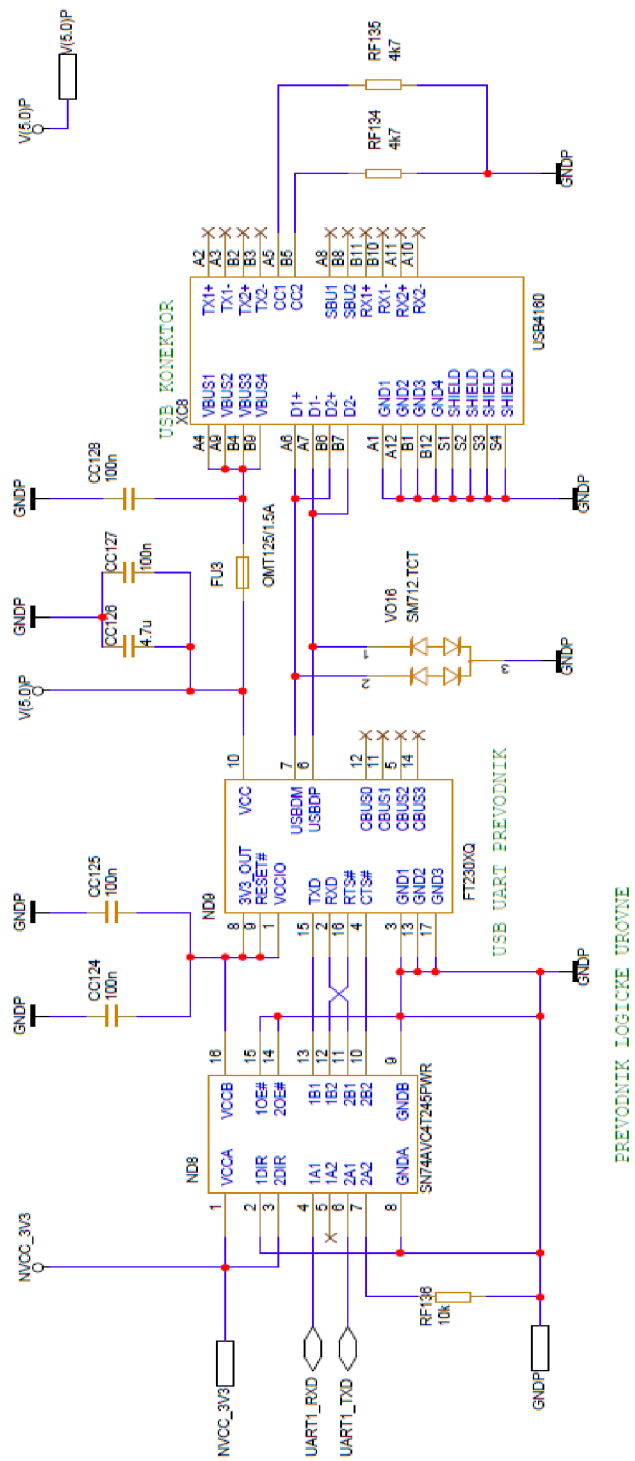 NVCC_3V3
NVCC_3V3
UART1_RXD
UART1_TXD
GNDP
RF136
10k
ND8
1 VCCA
2 1DIR
3 2DIR
4 1A1
5 1A2
6 2A1
7 2A2
8 GNDA
VCCB 16
1OE# 15
2OE# 14
1B1 13
1B2 12
2B1 11
2B2 10
GNDB 9
SN74AVC4T245PWR
PREVODNIK LOGICKE UROVNE
GNDP
CC124
100n
GNDP
CC125
100n
ND9
8 3V3_OUT
9 RESET#
1 VCCIO
15 TXD
2 RXD
16 RTS#
4 CTS#
3 GND1
13 GND2
17 GND3
VCC 10
USBDM 7
USBDP 6
CBUS0 12
CBUS1 11
CBUS2 5
CBUS3 14
FT230XQ
USB UART PREVODNIK
GNDP
V(5.0)P
GNDP
CC126
4.7u
CC127
100n
FU3
OMT125/1.5A
GNDP
CC128
100n
VO16
SM712.TCT
2
1
3
GNDP
USB KONEKTOR
XC8
A4 VBUS1
A9 VBUS2
B4 VBUS3
B9 VBUS4
A6 D1+
A7 D1-
B6 D2+
B7 D2-
A1 GND1
A12 GND2
B1 GND3
B12 GND4
S1 SHIELD
S2 SHIELD
S3 SHIELD
S4 SHIELD
TX1+ A2
TX1- A3
TX2+ B2
TX2- B3
CC1 A5
CC2 B5
SBU1 A8
SBU2 B8
RX1+ B11
RX1- B10
RX2+ A11
RX2- A10
USB4160
GNDP
RF134
4k7
RF135
4k7
GNDP
V(5.0)P
V(5.0)P